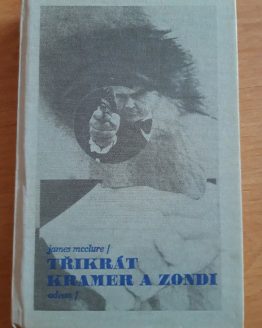 james mcclure /
TŘIKRÁT
KRAMER A ZONDI
odeon /